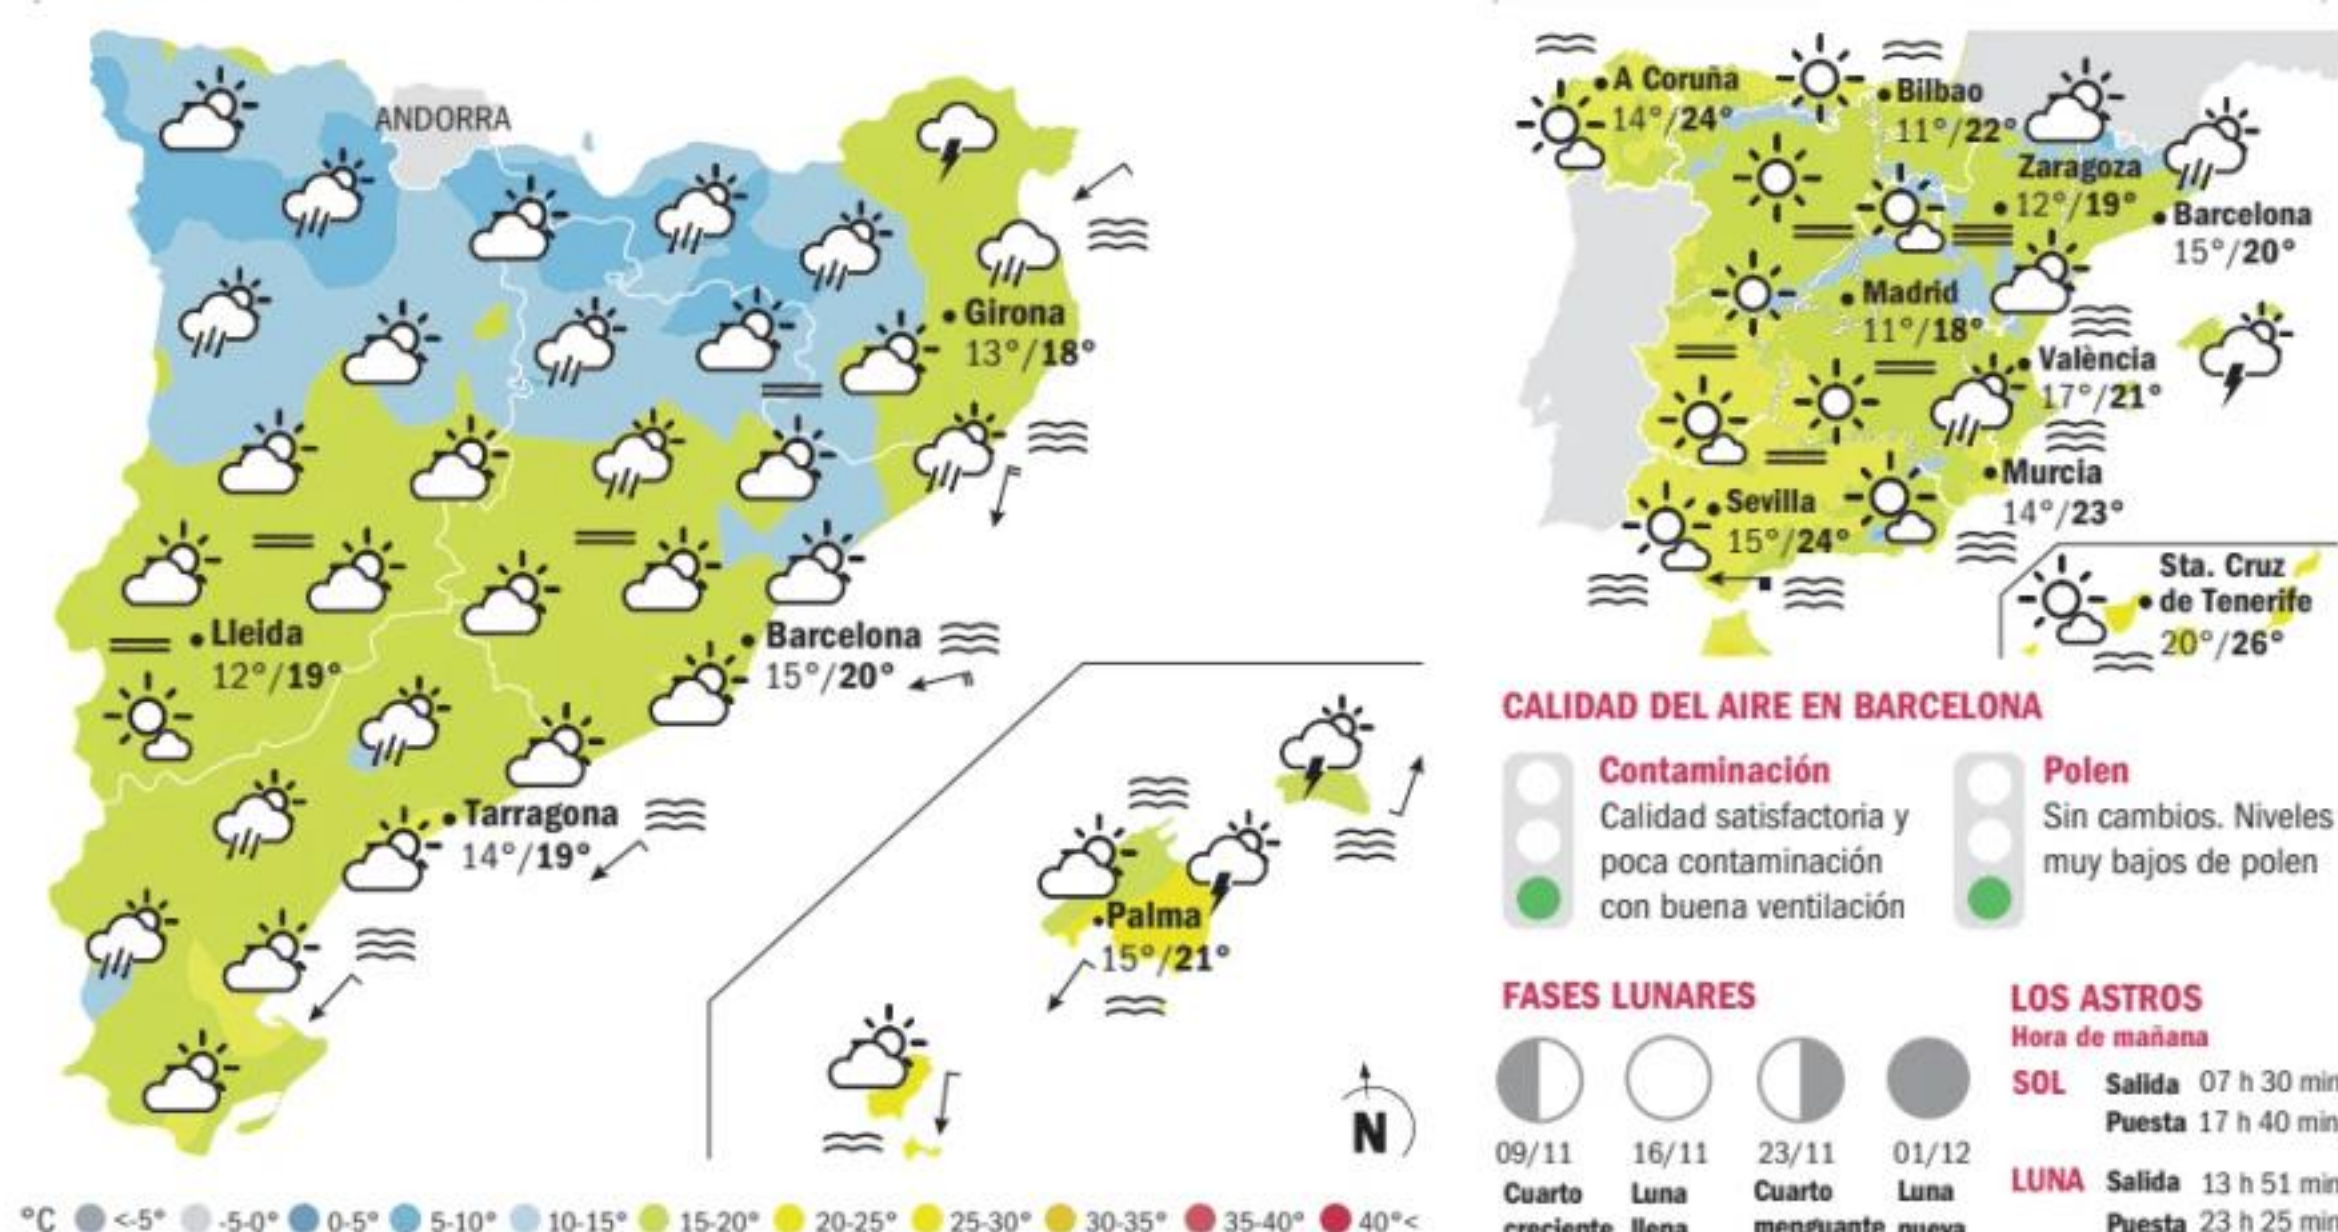 ANDORRA
Girona
13°/18°
Lleida
12°/19°
Barcelona
15°/20°
Tarragona
14°/19°
Palma
15°/21°
N
°C <-5° -5-0° 0-5° 5-10° 10-15° 15-20° 20-25° 25-30° 30-35° 35-40° 40°<
A Coruña
14°/24°
Bilbao
11°/22°
Zaragoza
12°/19°
Barcelona
15°/20°
Madrid
11°/18°
València
17°/21°
Murcia
14°/23°
Sevilla
15°/24°
Sta. Cruz
de Tenerife
20°/26°
CALIDAD DEL AIRE EN BARCELONA
Contaminación
Calidad satisfactoria y
poca contaminación
con buena ventilación
Polen
Sin cambios. Niveles
muy bajos de polen
FASES LUNARES
09/11 16/11 23/11 01/12
Cuarto Luna Cuarto Luna
creciente llena menguante nueva
LOS ASTROS
Hora de mañana
SOL Salida 07 h 30 min
Puesta 17 h 40 min
LUNA Salida 13 h 51 min
Puesta 23 h 25 min